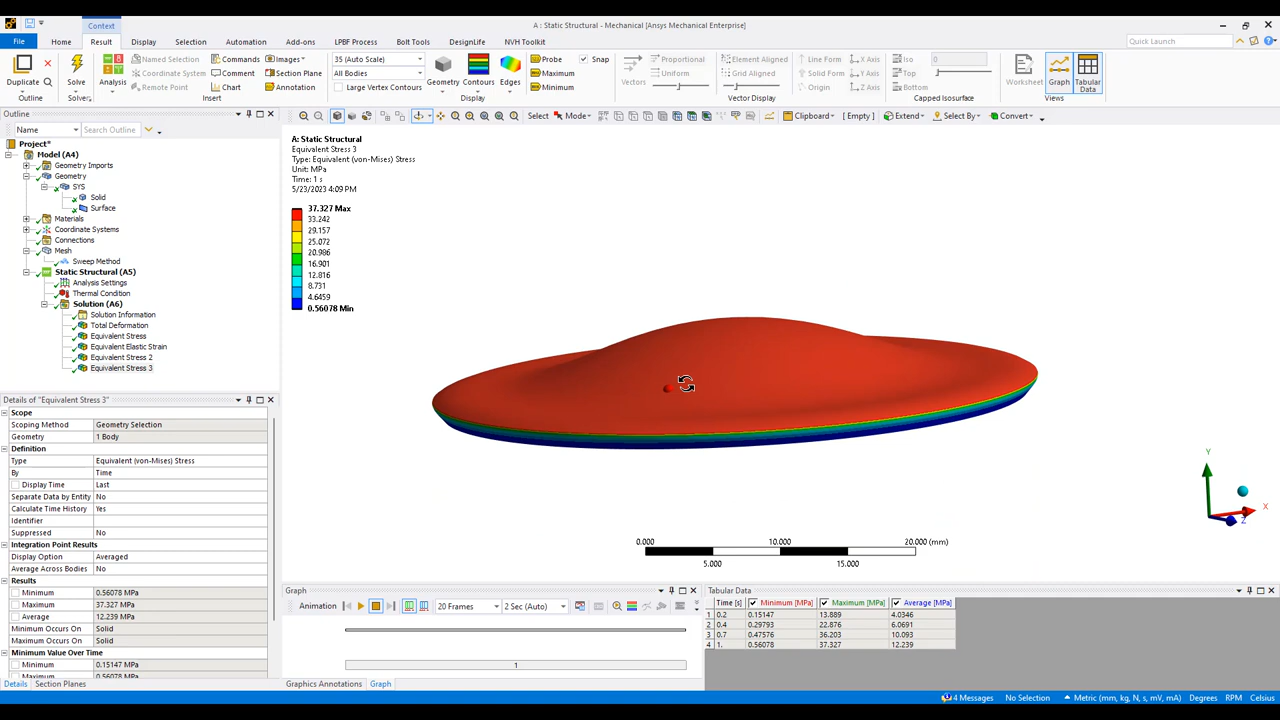 A : Static Structural - Mechanical [Ansys Mechanical Enterprise]
Context
File Home Result Display Selection Automation Add-ons LPBF Process Bolt Tools DesignLife NVH Toolkit
Quick Launch
Duplicate
Outline
Solve
Solver
Analysis
Named Selection
Coordinate System
Remote Point
Commands
Comment
Chart
Images
Section Plane
Annotation
Insert
35 (Auto Scale)
All Bodies
Large Vertex Contours
Geometry
Contours
Edges
Display
Probe
Maximum
Minimum
Snap
Vectors
Proportional
Uniform
Element Aligned
Grid Aligned
Line Form
Solid Form
Origin
X Axis
Y Axis
Z Axis
Vector Display
Iso
Top
Bottom
0
Capped Isosurface
Worksheet
Graph
Tabular
Data
Views
Select Mode Clipboard [ Empty ] Extend Select By Convert
Outline
Name Search Outline
Project*
Model (A4)
Geometry Imports
Geometry
SYS
Solid
Surface
Materials
Coordinate Systems
Connections
Mesh
Sweep Method
Static Structural (A5)
Analysis Settings
Thermal Condition
Solution (A6)
Solution Information
Total Deformation
Equivalent Stress
Equivalent Elastic Strain
Equivalent Stress 2
Equivalent Stress 3
Details of "Equivalent Stress 3"
Scope
Scoping Method Geometry Selection
Geometry 1 Body
Definition
Type Equivalent (von-Mises) Stress
By Time
Display Time Last
Separate Data by Entity No
Calculate Time History Yes
Identifier
Suppressed No
Integration Point Results
Display Option Averaged
Average Across Bodies No
Results
Minimum 0.56078 MPa
Maximum 37.327 MPa
Average 12.239 MPa
Minimum Occurs On Solid
Maximum Occurs On Solid
Minimum Value Over Time
Minimum 0.15147 MPa
Maximum 0.56078 MPa
Details Section Planes
A: Static Structural
Equivalent Stress 3
Type: Equivalent (von-Mises) Stress
Unit: MPa
Time: 1 s
5/23/2023 4:09 PM
37.327 Max
33.242
29.157
25.072
20.986
16.901
12.816
8.731
4.6459
0.56078 Min
Y
X
Z
0.000 10.000 20.000 (mm)
5.000 15.000
Graph
Animation 20 Frames 2 Sec (Auto)
1
Graphics Annotations Graph
Tabular Data
Time [s] Minimum [MPa] Maximum [MPa] Average [MPa]
1 0.2 0.15147 13.889 4.0346
2 0.4 0.29793 22.876 6.0691
3 0.7 0.47576 36.203 10.093
4 1. 0.56078 37.327 12.239
4 Messages No Selection Metric (mm, kg, N, s, mV, mA) Degrees RPM Celsius